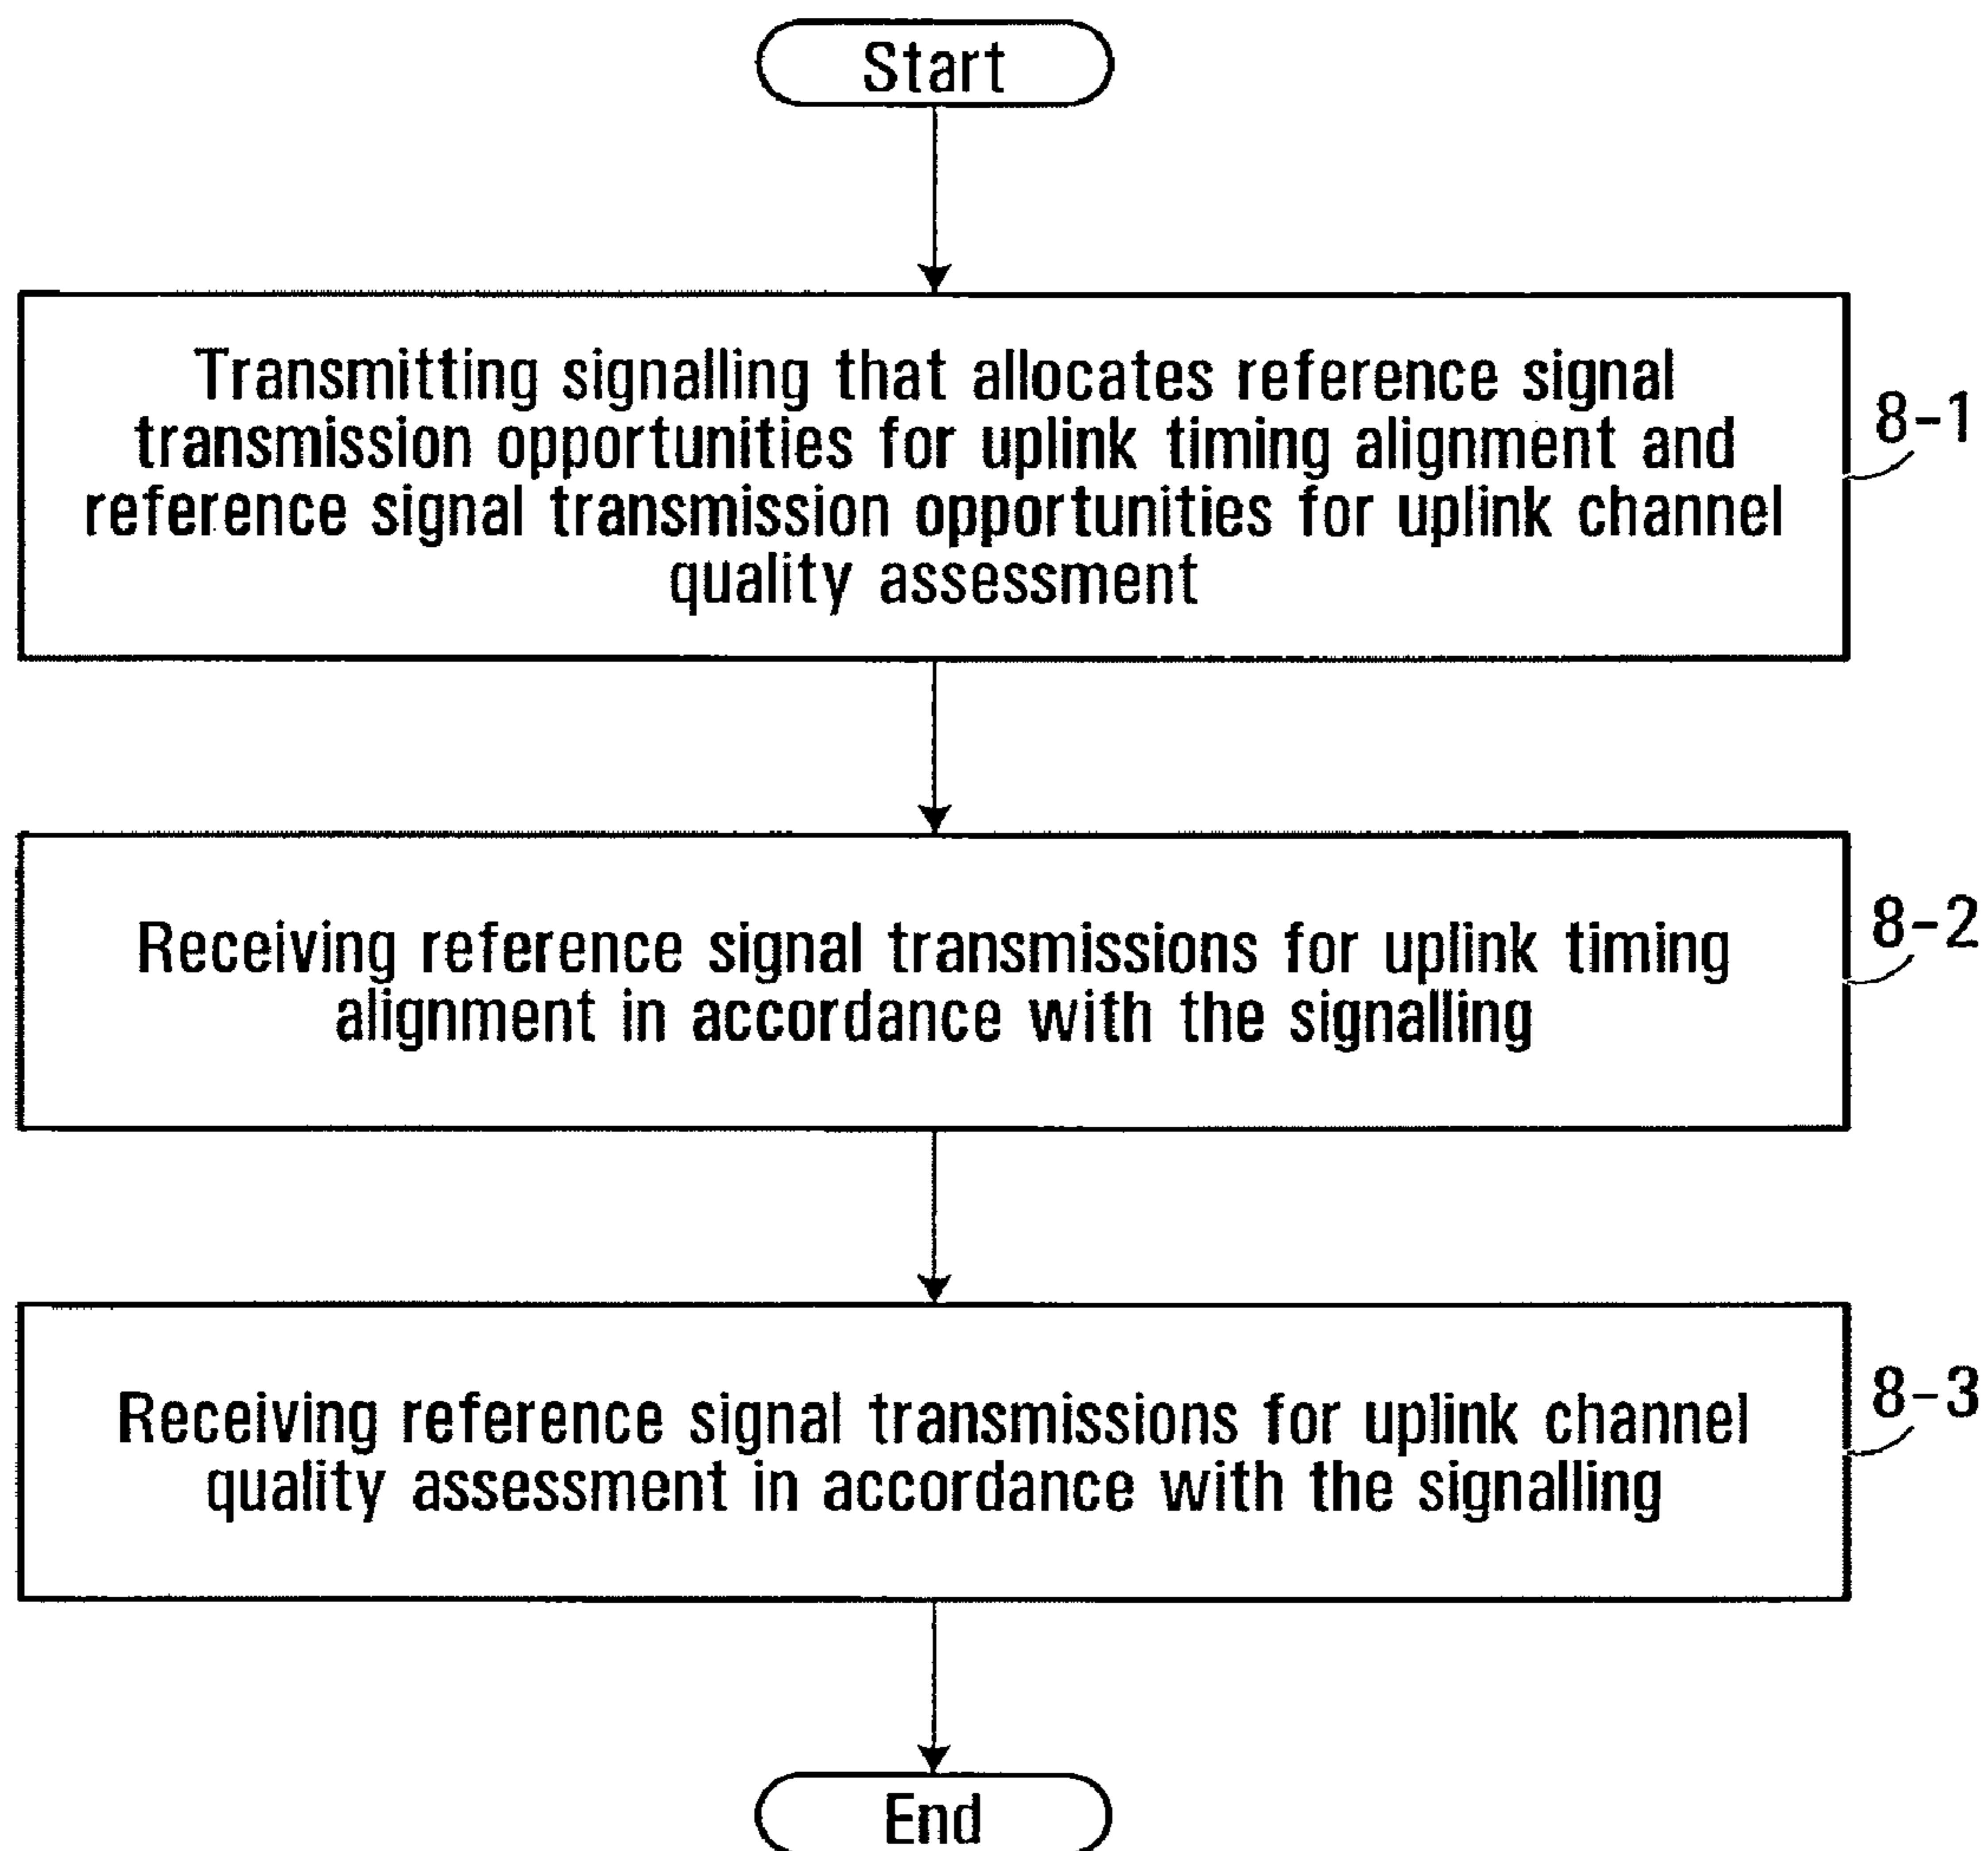 Start
Transmitting signalling that allocates reference signal
transmission opportunities for uplink timing alignment and
reference signal transmission opportunities for uplink channel
quality assessment
8-1
Receiving reference signal transmissions for uplink timing
alignment in accordance with the signalling
8-2
Receiving reference signal transmissions for uplink channel
quality assessment in accordance with the signalling
8-3
End